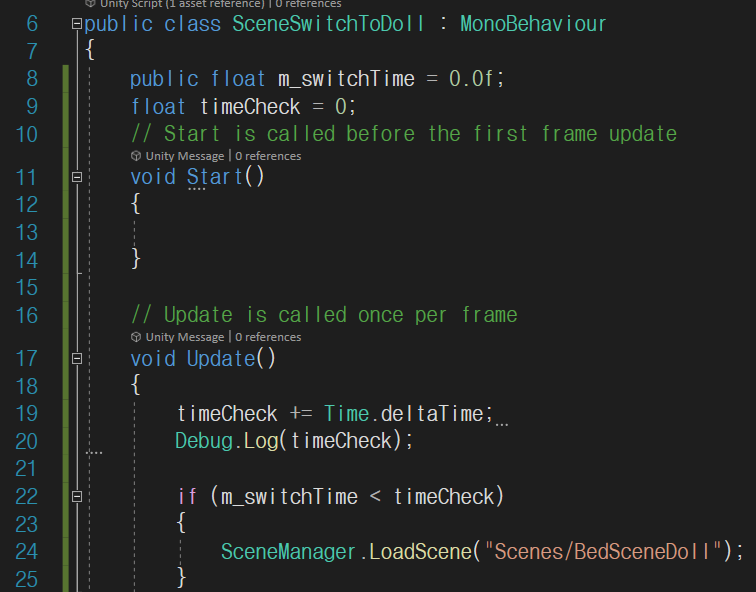 Unity Script (1 asset reference) | 0 references
6 public class SceneSwitchToDoll : MonoBehaviour
7 {
8 public float m_switchTime = 0.0f;
9 float timeCheck = 0;
10 // Start is called before the first frame update
Unity Message | 0 references
11 void Start()
12 {
13
14 }
15
16 // Update is called once per frame
Unity Message | 0 references
17 void Update()
18 {
19 timeCheck += Time.deltaTime;
20 Debug.Log(timeCheck);
21
22 if (m_switchTime < timeCheck)
23 {
24 SceneManager.LoadScene("Scenes/BedSceneDoll");
25 }